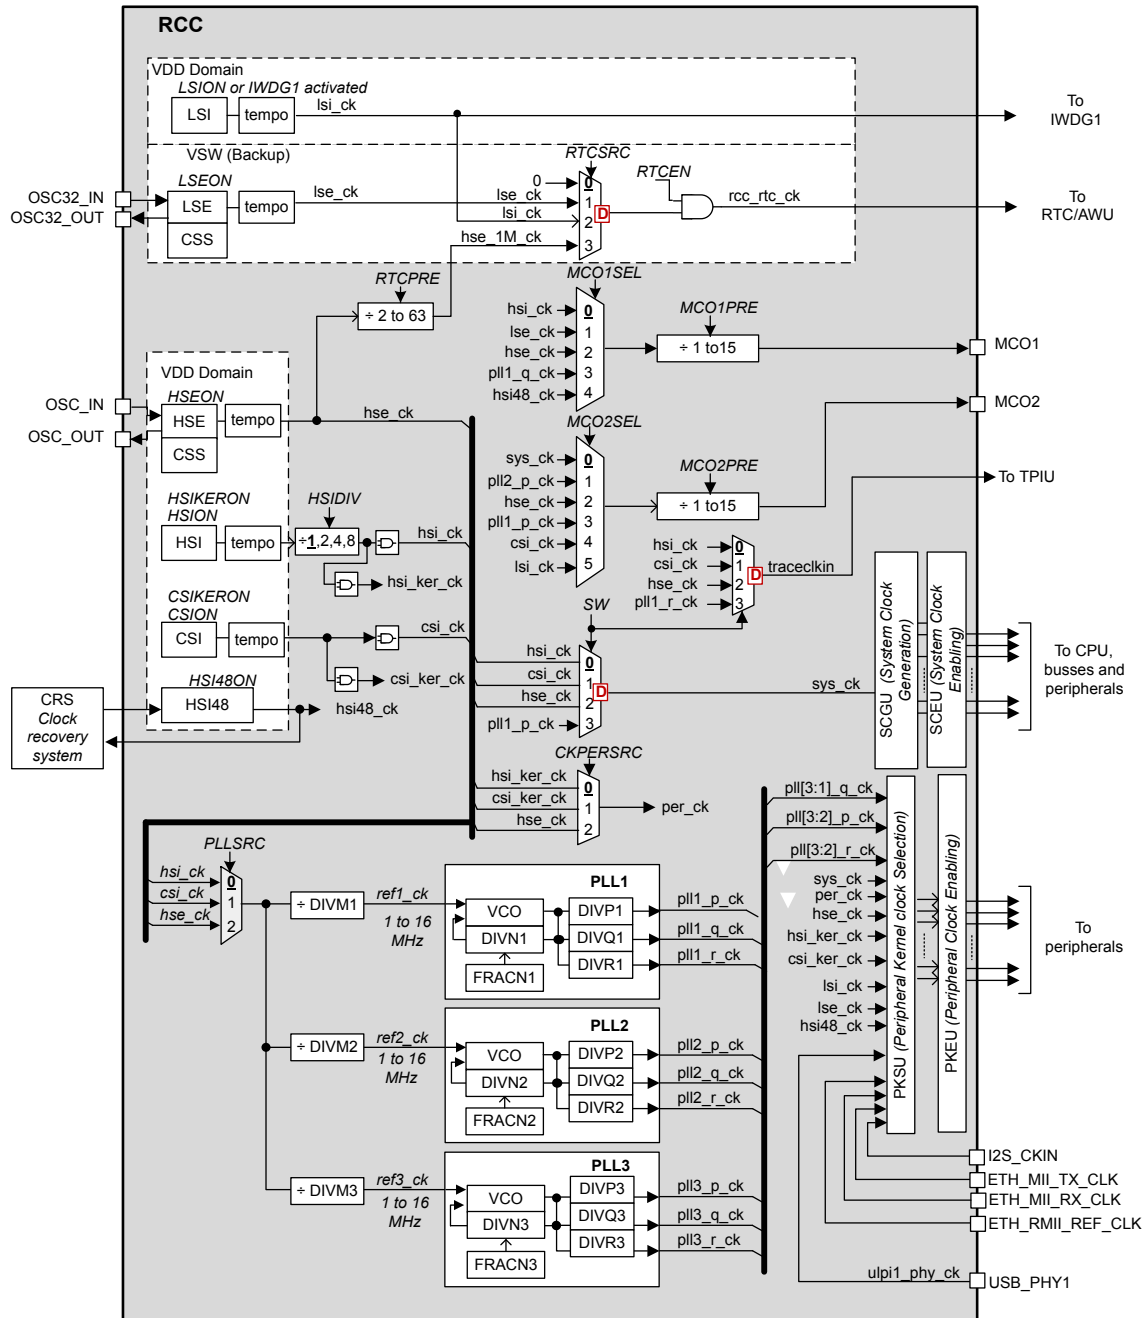 RCC
VDD Domain
LSION or IWDG1 activated
LSI
tempo
lsi_ck
To
IWDG1
VSW (Backup)
LSEON
OSC32_IN
OSC32_OUT
LSE
CSS
tempo
lse_ck
RTCSRC
0
lse_ck
lsi_ck
hse_1M_ck
0
1
2
3
D
RTCEN
rcc_rtc_ck
To
RTC/AWU
RTCPRE
÷ 2 to 63
MCO1SEL
hsi_ck
lse_ck
hse_ck
pll1_q_ck
hsi48_ck
0
1
2
3
4
MCO1PRE
÷ 1 to15
MCO1
VDD Domain
HSEON
OSC_IN
OSC_OUT
HSE
CSS
tempo
hse_ck
MCO2SEL
sys_ck
pll2_p_ck
hse_ck
pll1_p_ck
csi_ck
lsi_ck
0
1
2
3
4
5
MCO2PRE
÷ 1 to15
MCO2
To TPIU
HSIKERON
HSION
HSI
tempo
HSIDIV
÷1,2,4,8
hsi_ck
hsi_ker_ck
hsi_ck
csi_ck
hse_ck
pll1_r_ck
0
1
2
3
D
traceclkin
CSIKERON
CSION
CSI
tempo
csi_ck
csi_ker_ck
SW
hsi_ck
csi_ck
hse_ck
pll1_p_ck
0
1
2
3
D
sys_ck
SCGU (System Clock
Generation)
SCEU (System Clock
Enabling)
To CPU,
busses and
peripherals
HSI48ON
HSI48
hsi48_ck
CRS
Clock
recovery
system
CKPERSRC
hsi_ker_ck
csi_ker_ck
hse_ck
0
1
2
per_ck
PLLSRC
hsi_ck
csi_ck
hse_ck
0
1
2
÷ DIVM1
ref1_ck
1 to 16
MHz
PLL1
VCO
DIVN1
FRACN1
DIVP1
DIVQ1
DIVR1
pll1_p_ck
pll1_q_ck
pll1_r_ck
÷ DIVM2
ref2_ck
1 to 16
MHz
PLL2
VCO
DIVN2
FRACN2
DIVP2
DIVQ2
DIVR2
pll2_p_ck
pll2_q_ck
pll2_r_ck
÷ DIVM3
ref3_ck
1 to 16
MHz
PLL3
VCO
DIVN3
FRACN3
DIVP3
DIVQ3
DIVR3
pll3_p_ck
pll3_q_ck
pll3_r_ck
pll[3:1]_q_ck
pll[3:2]_p_ck
pll[3:2]_r_ck
sys_ck
per_ck
hse_ck
hsi_ker_ck
csi_ker_ck
lsi_ck
lse_ck
hsi48_ck
PKSU (Peripheral Kernel clock Selection)
PKEU (Peripheral Clock Enabling)
To
peripherals
I2S_CKIN
ETH_MII_TX_CLK
ETH_MII_RX_CLK
ETH_RMII_REF_CLK
ulpi1_phy_ck
USB_PHY1